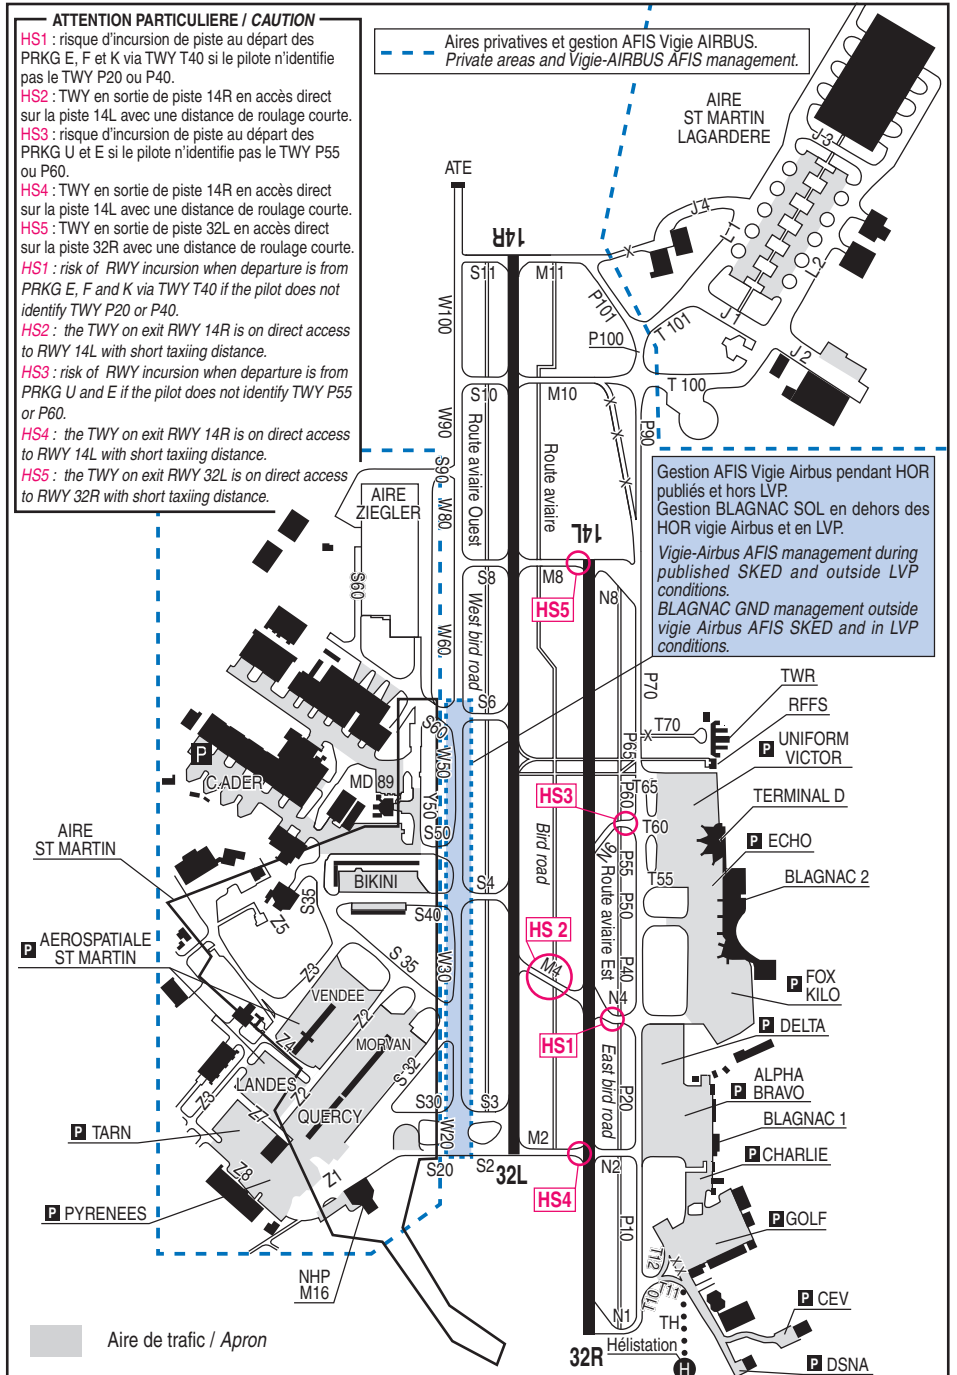 ATTENTION PARTICULIERE / CAUTION
HS1 : risque d'incursion de piste au départ des
PRKG E, F et K via TWY T40 si le pilote n'identifie
pas le TWY P20 ou P40.
HS2 : TWY en sortie de piste 14R en accès direct
sur la piste 14L avec une distance de roulage courte.
HS3 : risque d'incursion de piste au départ des
PRKG U et E si le pilote n'identifie pas le TWY P55
ou P60.
HS4 : TWY en sortie de piste 14R en accès direct
sur la piste 14L avec une distance de roulage courte.
HS5 : TWY en sortie de piste 32L en accès direct
sur la piste 32R avec une distance de roulage courte.
HS1 : risk of RWY incursion when departure is from
PRKG E, F and K via TWY T40 if the pilot does not
identify TWY P20 or P40.
HS2 : the TWY on exit RWY 14R is on direct access
to RWY 14L with short taxiing distance.
HS3 : risk of RWY incursion when departure is from
PRKG U and E if the pilot does not identify TWY P55
or P60.
HS4 : the TWY on exit RWY 14R is on direct access
to RWY 14L with short taxiing distance.
HS5 : the TWY on exit RWY 32L is on direct access
to RWY 32R with short taxiing distance.
Aires privatives et gestion AFIS Vigie AIRBUS.
Private areas and Vigie-AIRBUS AFIS management.
AIRE
ST MARTIN
LAGARDERE
J3
J4
L1
L2
J1
J2
ATE
14R
S11
M11
P101
T 101
P100
W100
T 100
S10
M10
P90
W90
Route aviaire Ouest
Route aviaire
S90
W80
AIRE
ZIEGLER
14L
S60
S8
M8
HS5
N8
W60
West bird road
Gestion AFIS Vigie Airbus pendant HOR
publiés et hors LVP.
Gestion BLAGNAC SOL en dehors des
HOR vigie Airbus et en LVP.
Vigie-Airbus AFIS management during
published SKED and outside LVP
conditions.
BLAGNAC GND management outside
vigie Airbus AFIS SKED and in LVP
conditions.
P70
S6
S60
T70
TWR
RFFS
P UNIFORM
VICTOR
P65
W50
P
C.ADER
MD 89
Y50
S50
HS3
P60
T65
T60
TERMINAL D
P ECHO
N6
P55
T55
BLAGNAC 2
AIRE
ST MARTIN
BIKINI
S4
Bird road
Route aviaire Est
P50
S35
S40
Z5
HS 2
M4
P AEROSPATIALE
ST MARTIN
S 35
W30
P40
P FOX
KILO
Z3
VENDEE
Z2
N4
HS1
P DELTA
Z4
MORVAN
S 32
LANDES
Z3
Z7
Z2
QUERCY
S30
S3
East bird road
P20
ALPHA
P BRAVO
BLAGNAC 1
P TARN
W20
M2
P CHARLIE
Z8
Z1
S20
S2
32L
N2
HS4
P PYRENEES
P10
P GOLF
NHP
M16
T12
T11
T10
P CEV
N1
TH
Hélistation
32R
H
P DSNA
Aire de trafic / Apron